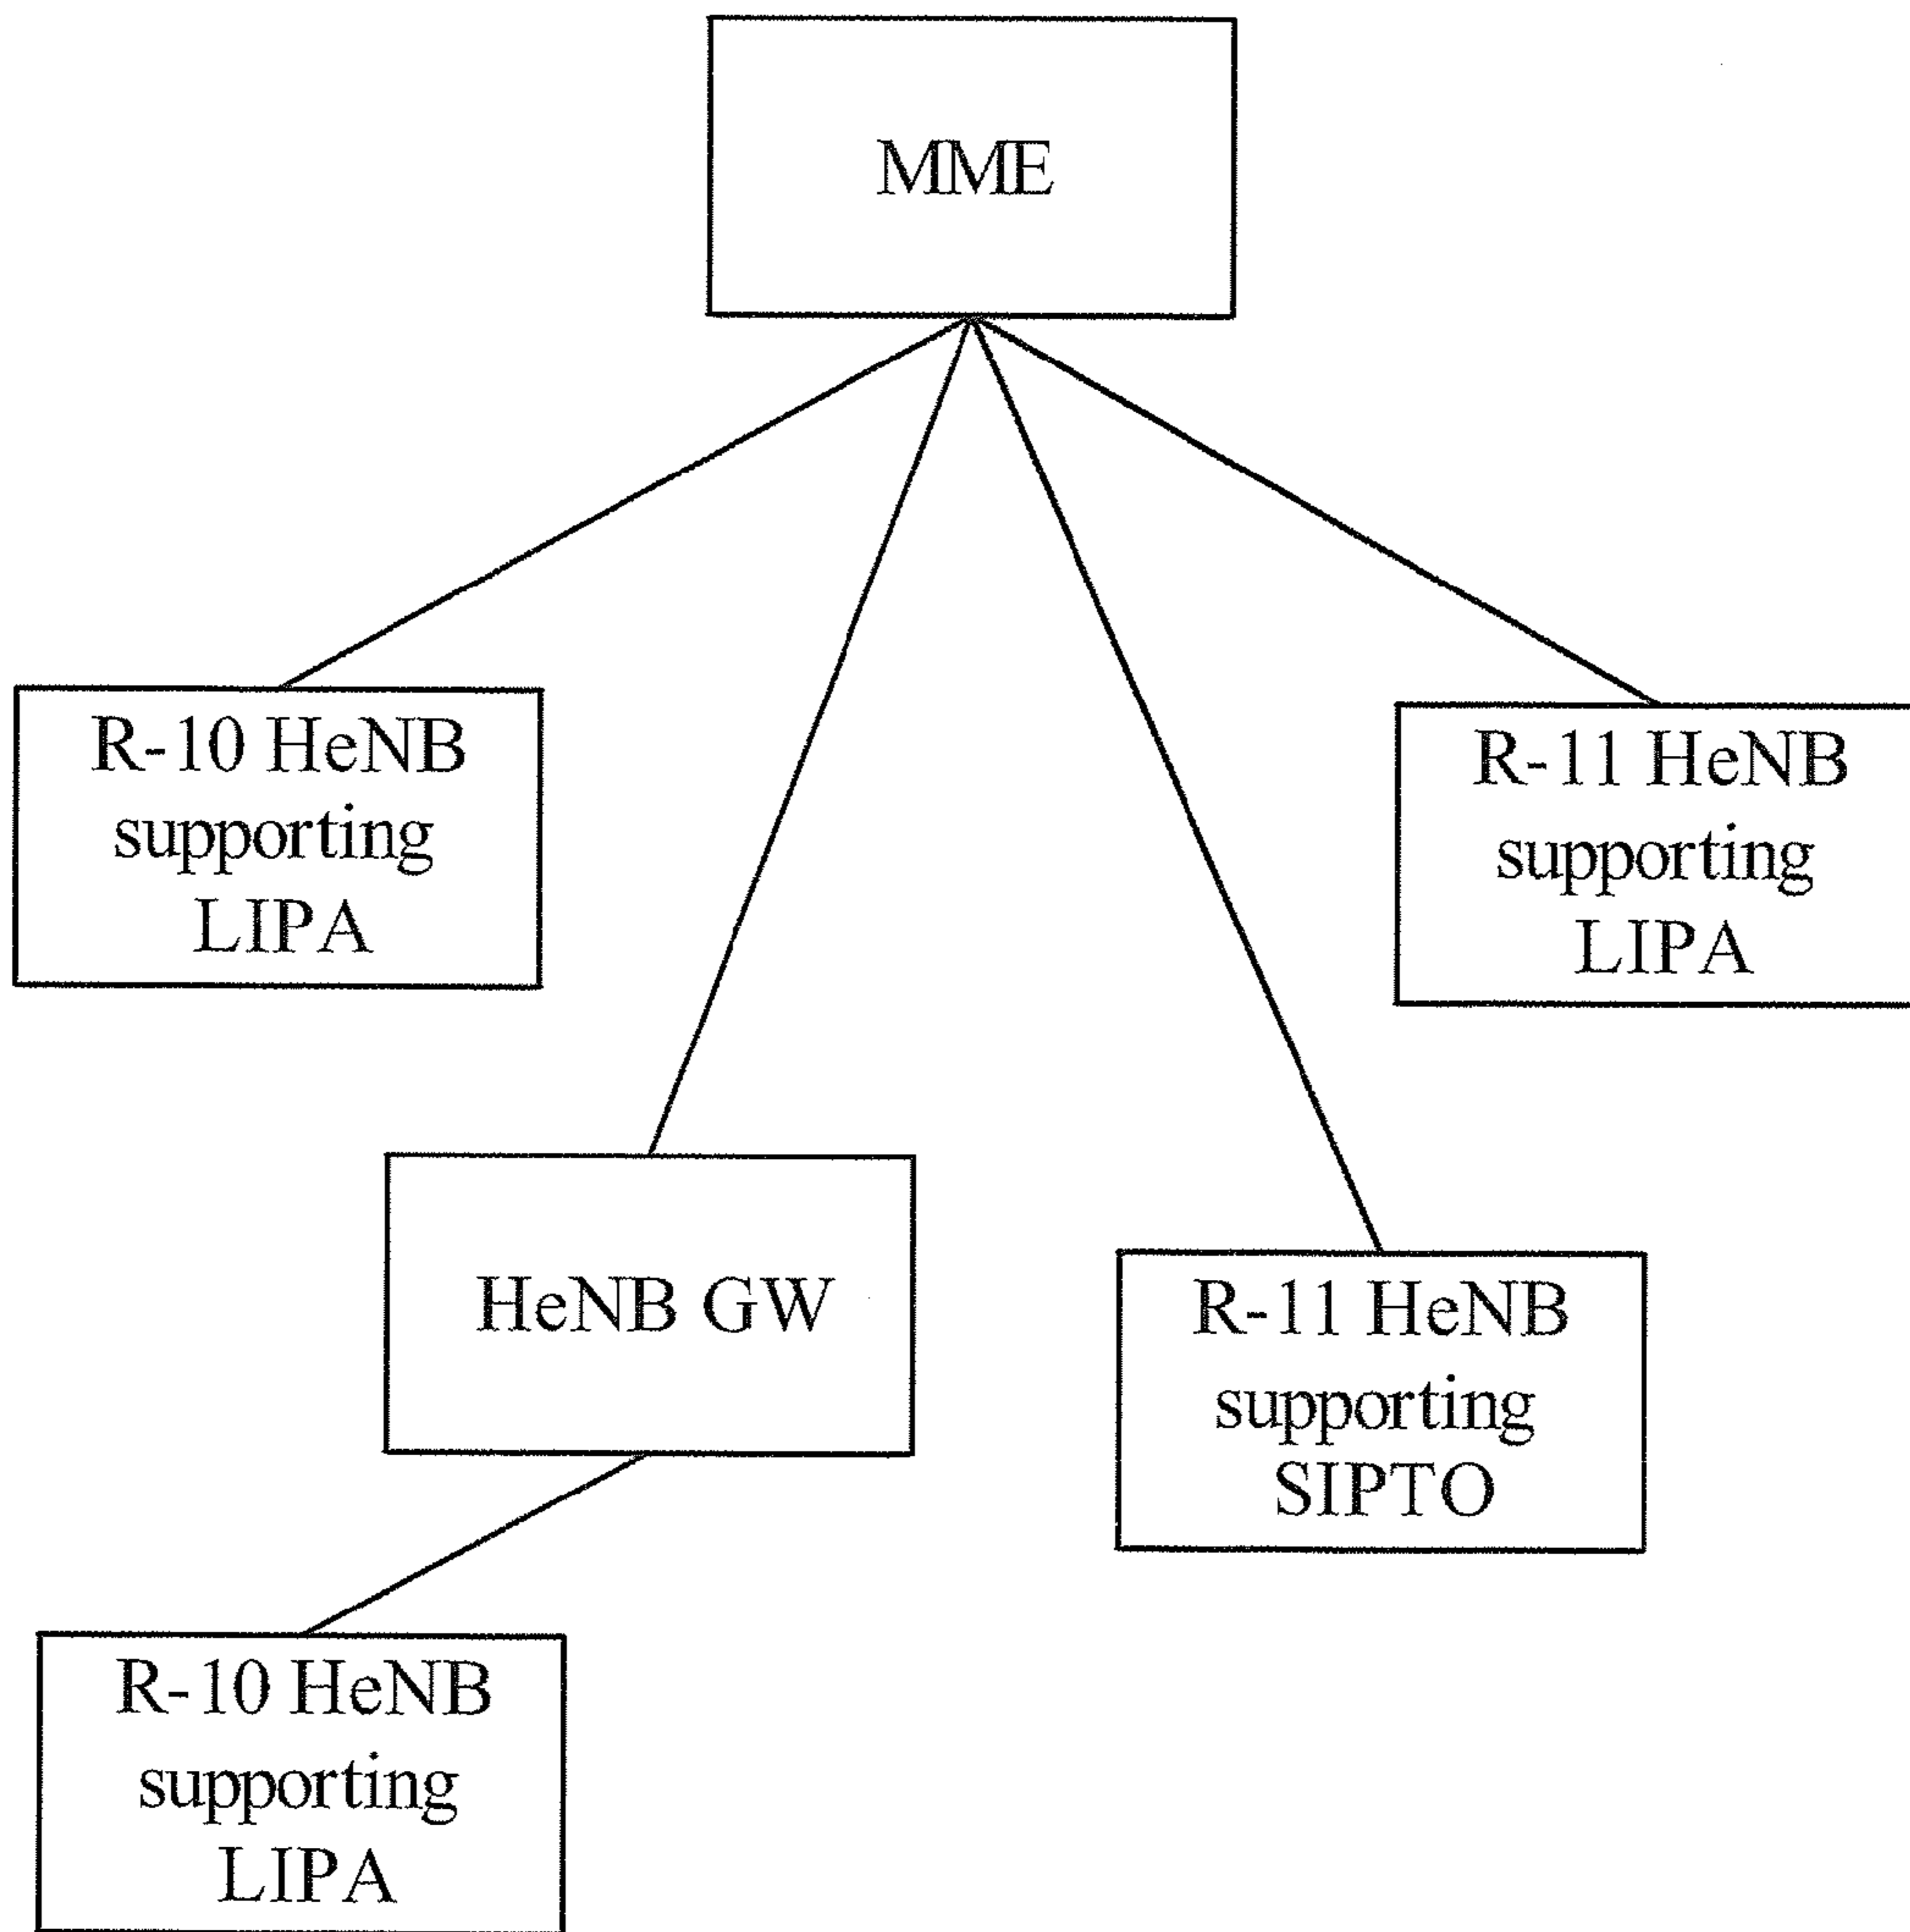 MME
R-10 HeNB
supporting
LIPA
R-11 HeNB
supporting
LIPA
HeNB GW
R-11 HeNB
supporting
SIPTO
R-10 HeNB
supporting
LIPA